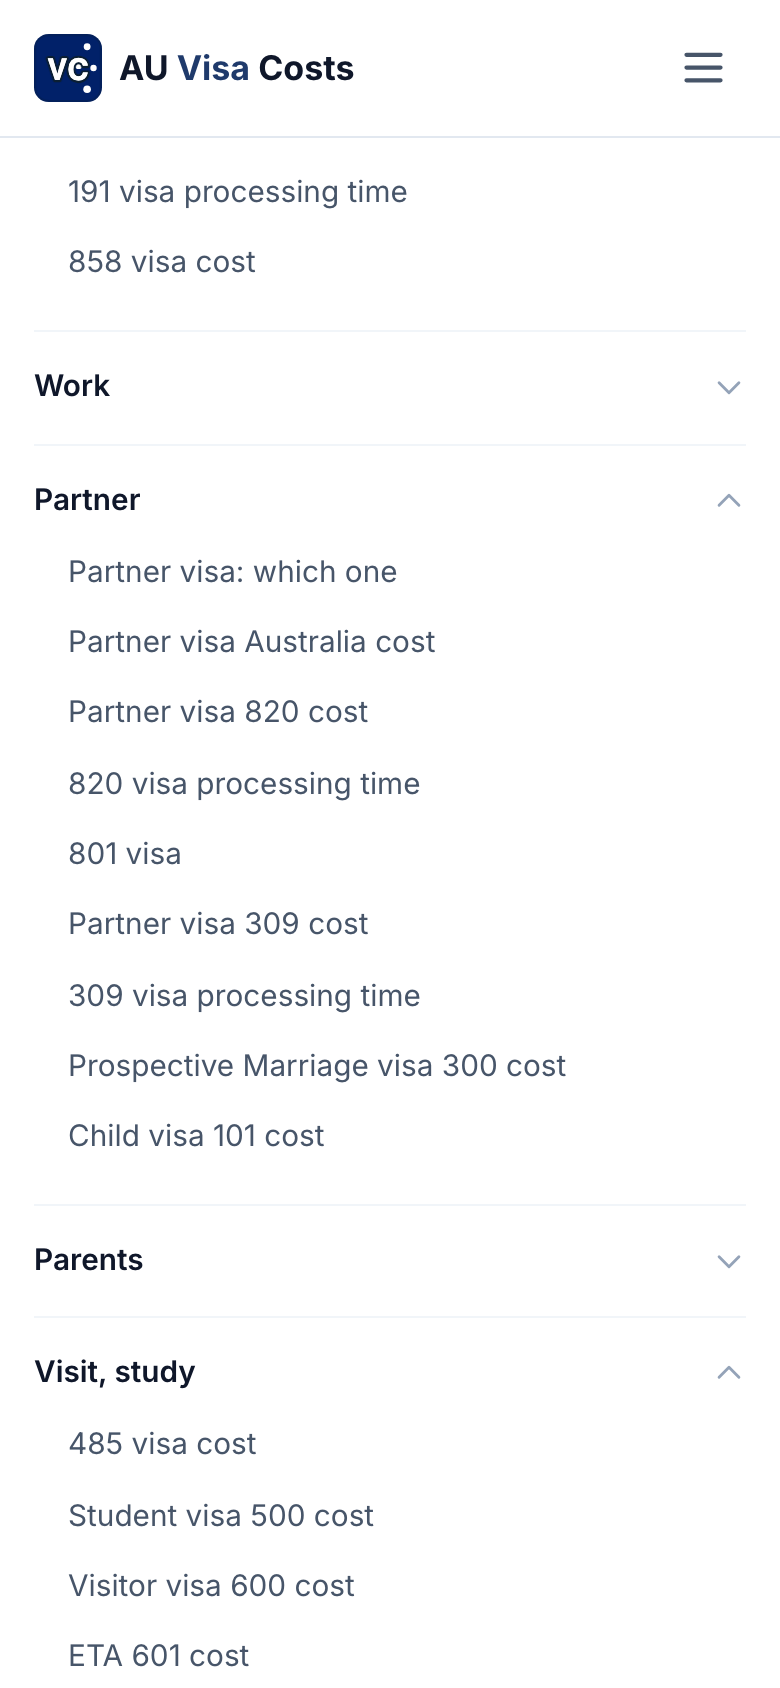 VC
AU Visa Costs
191 visa processing time
858 visa cost
Work
Partner
Partner visa: which one
Partner visa Australia cost
Partner visa 820 cost
820 visa processing time
801 visa
Partner visa 309 cost
309 visa processing time
Prospective Marriage visa 300 cost
Child visa 101 cost
Parents
Visit, study
485 visa cost
Student visa 500 cost
Visitor visa 600 cost
ETA 601 cost